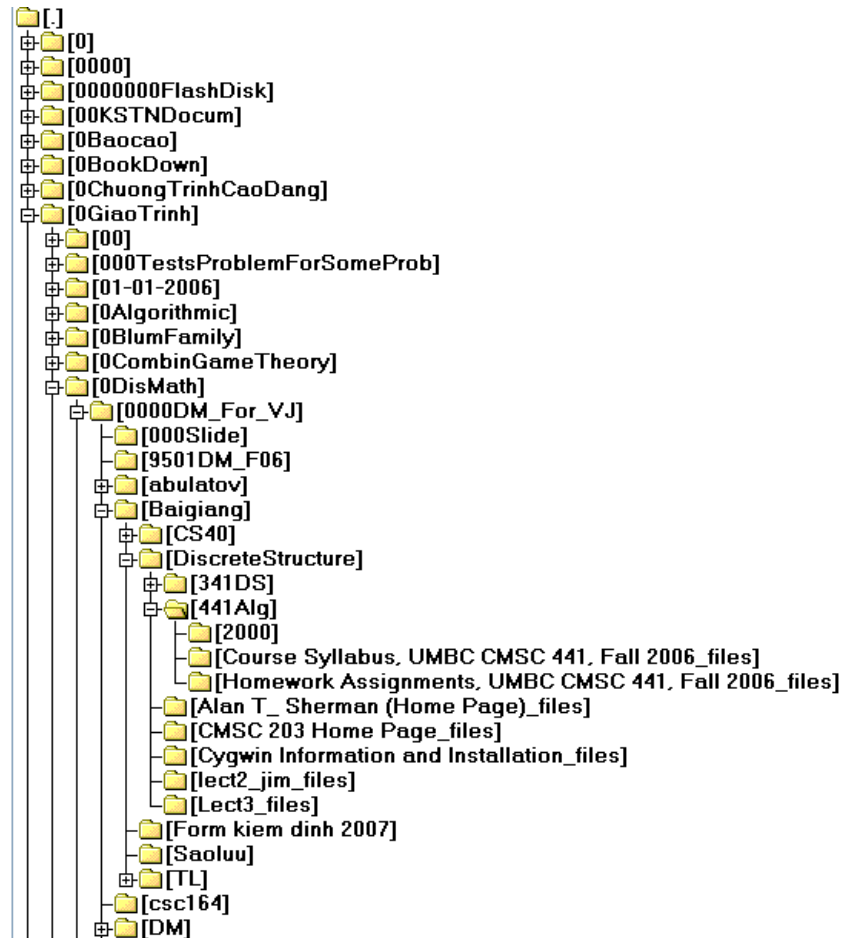 [.]
[0]
[0000]
[0000000FlashDisk]
[00KSTNDocum]
[0Baocao]
[0BookDown]
[0ChuongTrinhCaoDang]
[0GiaoTrinh]
[00]
[000TestsProblemForSomeProb]
[01-01-2006]
[0Algorithmic]
[0BlumFamily]
[0CombinGameTheory]
[0DisMath]
[0000DM_For_VJ]
[000Slide]
[9501DM_F06]
[abulatov]
[Baigiang]
[CS40]
[DiscreteStructure]
[341DS]
[441Alg]
[2000]
[Course Syllabus, UMBC CMSC 441, Fall 2006_files]
[Homework Assignments, UMBC CMSC 441, Fall 2006_files]
[Alan T_ Sherman (Home Page)_files]
[CMSC 203 Home Page_files]
[Cygwin Information and Installation_files]
[lect2_jim_files]
[Lect3_files]
[Form kiem dinh 2007]
[Saoluu]
[TL]
[csc164]
[DM]